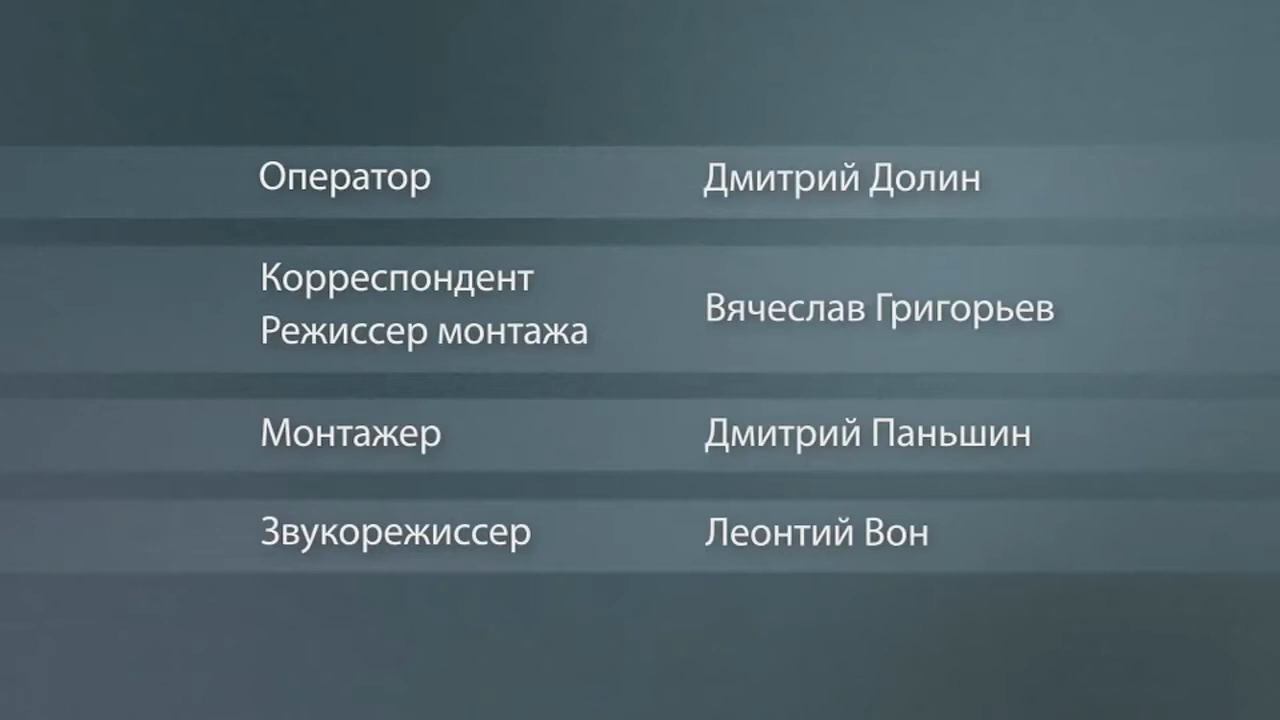 Оператор Дмитрий Долин
Корреспондент
Режиссер монтажа
Вячеслав Григорьев
Монтажер Дмитрий Паньшин
Звукорежиссер Леонтий Вон